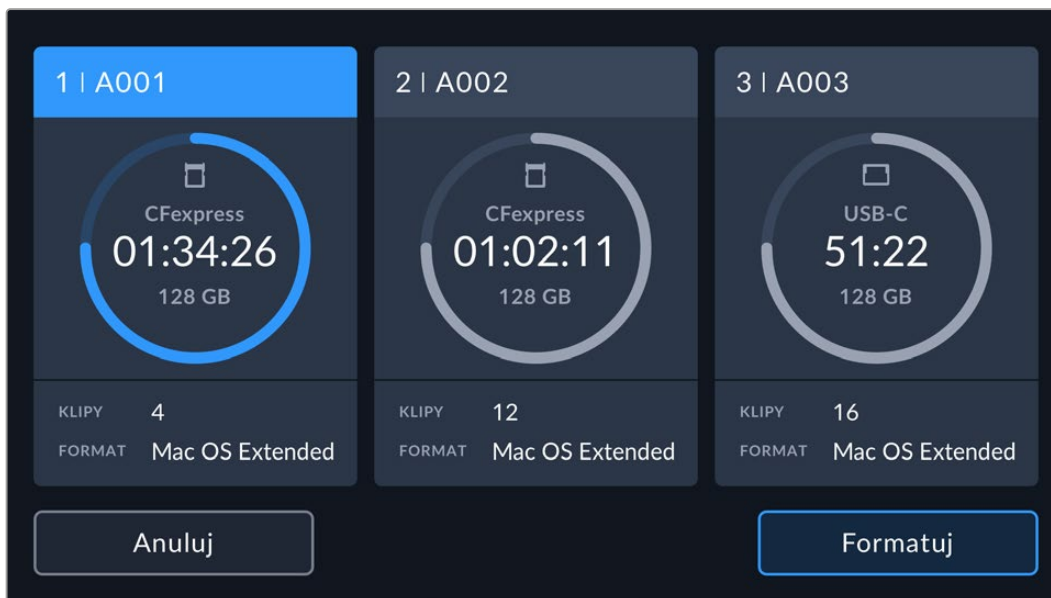 1 | A001
CFexpress
01:34:26
128 GB
KLIPY 4
FORMAT Mac OS Extended
2 | A002
CFexpress
01:02:11
128 GB
KLIPY 12
FORMAT Mac OS Extended
3 | A003
USB-C
51:22
128 GB
KLIPY 16
FORMAT Mac OS Extended
Anuluj
Formatuj